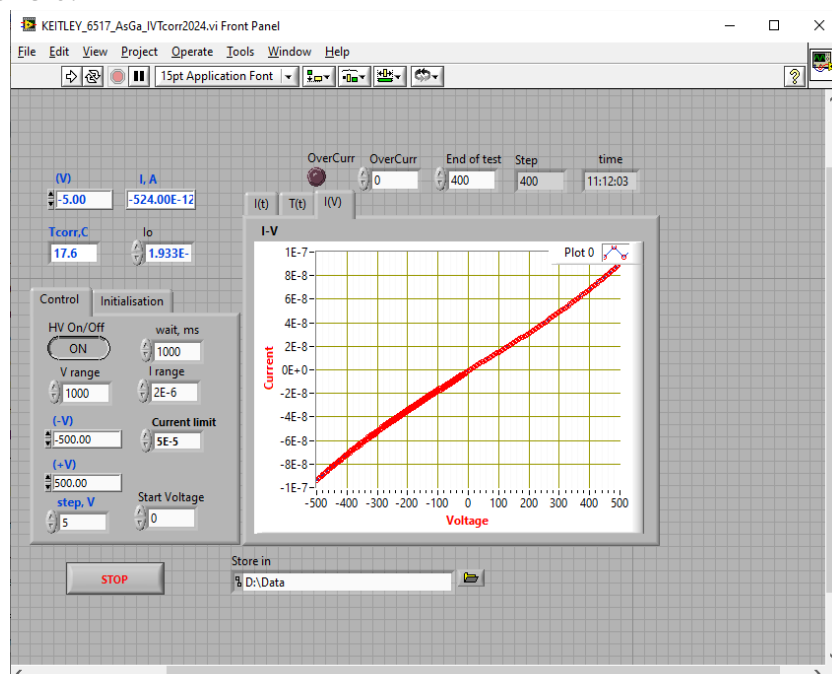 KEITLEY_6517_AsGa_IVTcorr2024.vi Front Panel
File Edit View Project Operate Tools Window Help
15pt Application Font
OverCurr OverCurr End of test Step time
0 400 400 11:12:03
(V) I, A
-5.00 -524.00E-12
Tcorr,C Io
17.6 1.933E-
I(t) T(t) I(V)
I-V
Plot 0
1E-7
8E-8
6E-8
4E-8
2E-8
0E+0
-2E-8
-4E-8
-6E-8
-8E-8
-1E-7
Current
-500 -400 -300 -200 -100 0 100 200 300 400 500
Voltage
Control Initialisation
HV On/Off wait, ms
ON 1000
V range I range
1000 2E-6
(-V) Current limit
-500.00 5E-5
(+V)
500.00
step, V Start Voltage
5 0
STOP
Store in
D:\Data